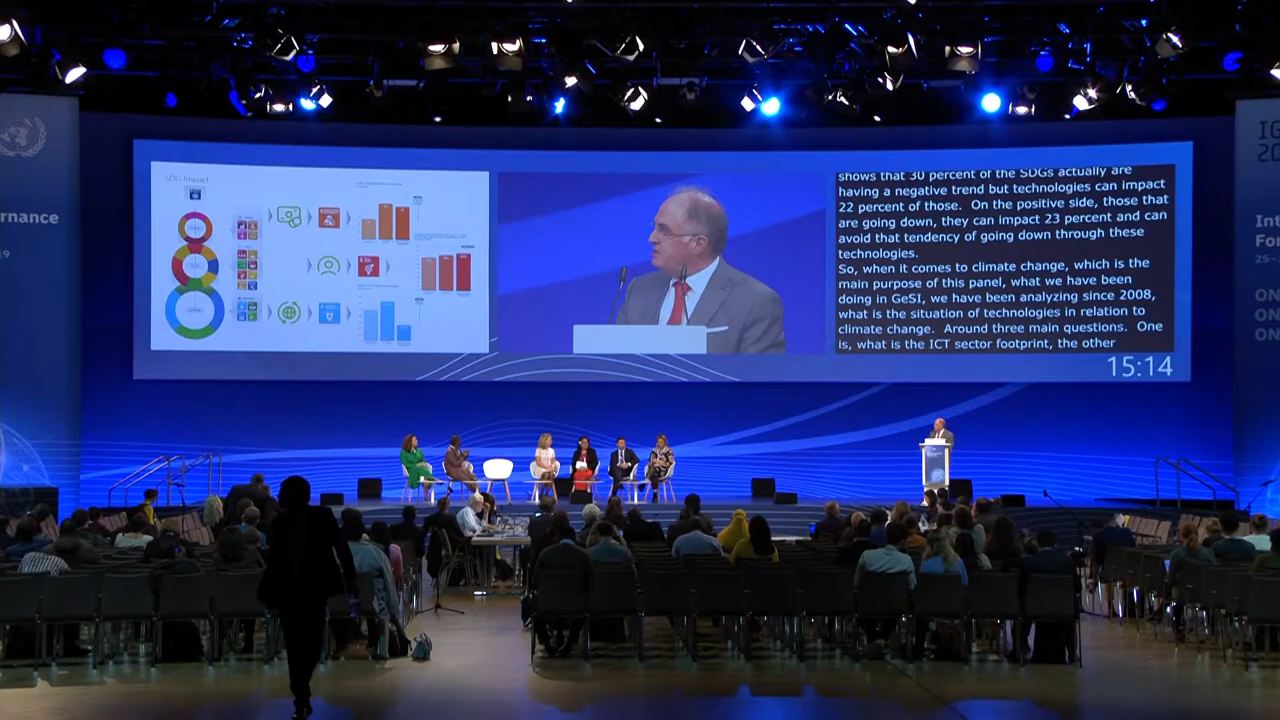 rnance
19
SDG Impact
shows that 30 percent of the SDGs actually are
having a negative trend but technologies can impact
22 percent of those.  On the positive side, those that
are going down, they can impact 23 percent and can
avoid that tendency of going down through these
technologies.
So, when it comes to climate change, which is the
main purpose of this panel, what we have been
doing in GeSI, we have been analyzing since 2008,
what is the situation of technologies in relation to
climate change.  Around three main questions.  One
is, what is the ICT sector footprint, the other
15:14
IG
20
Int
Fo
25–
ON
ON
ON